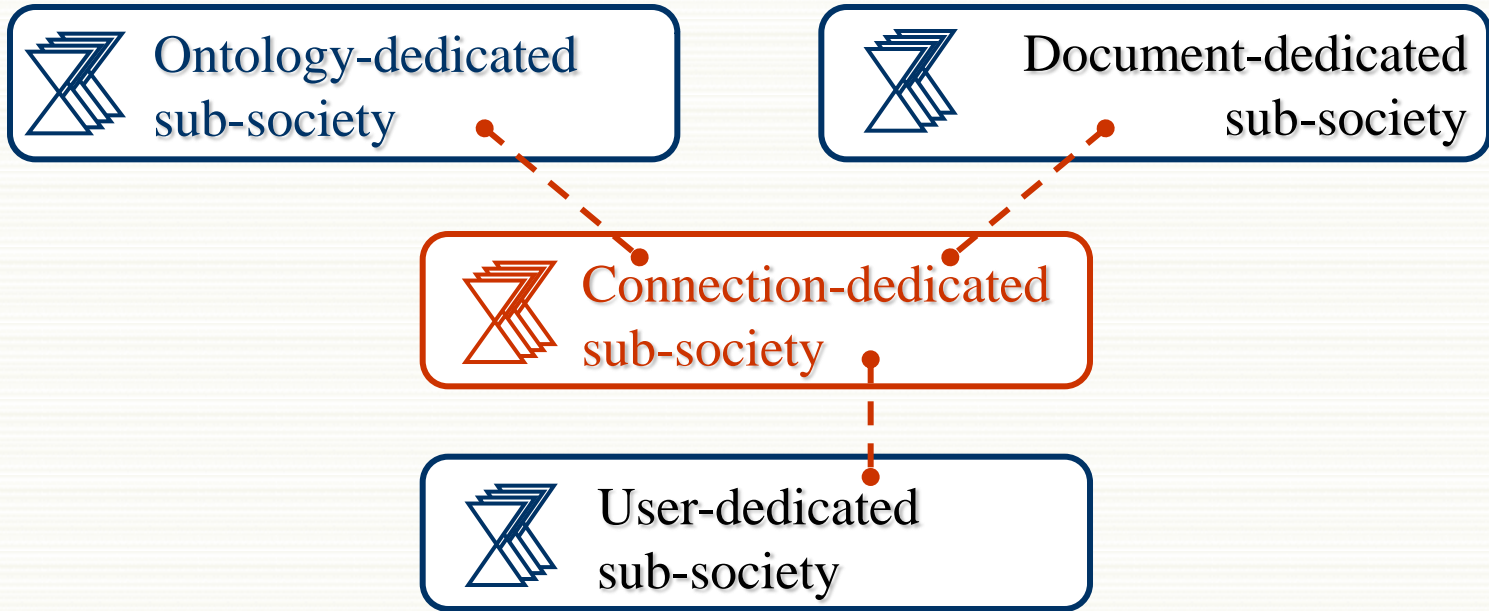 Ontology-dedicated
sub-society
Document-dedicated
sub-society
Connection-dedicated
sub-society
User-dedicated
sub-society